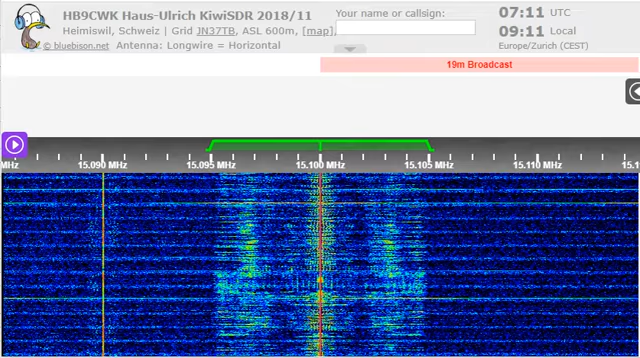 HB9CWK Haus-Ulrich KiwiSDR 2018/11
Heimiswil, Schweiz | Grid JN37TB, ASL 600m, [map]
© bluebison.net Antenna: Longwire = Horizontal
Your name or callsign:
07:11 UTC
09:11 Local
Europe/Zurich (CEST)
19m Broadcast
MHz 15.090 MHz 15.095 MHz 15.100 MHz 15.105 MHz 15.110 MHz 15.1